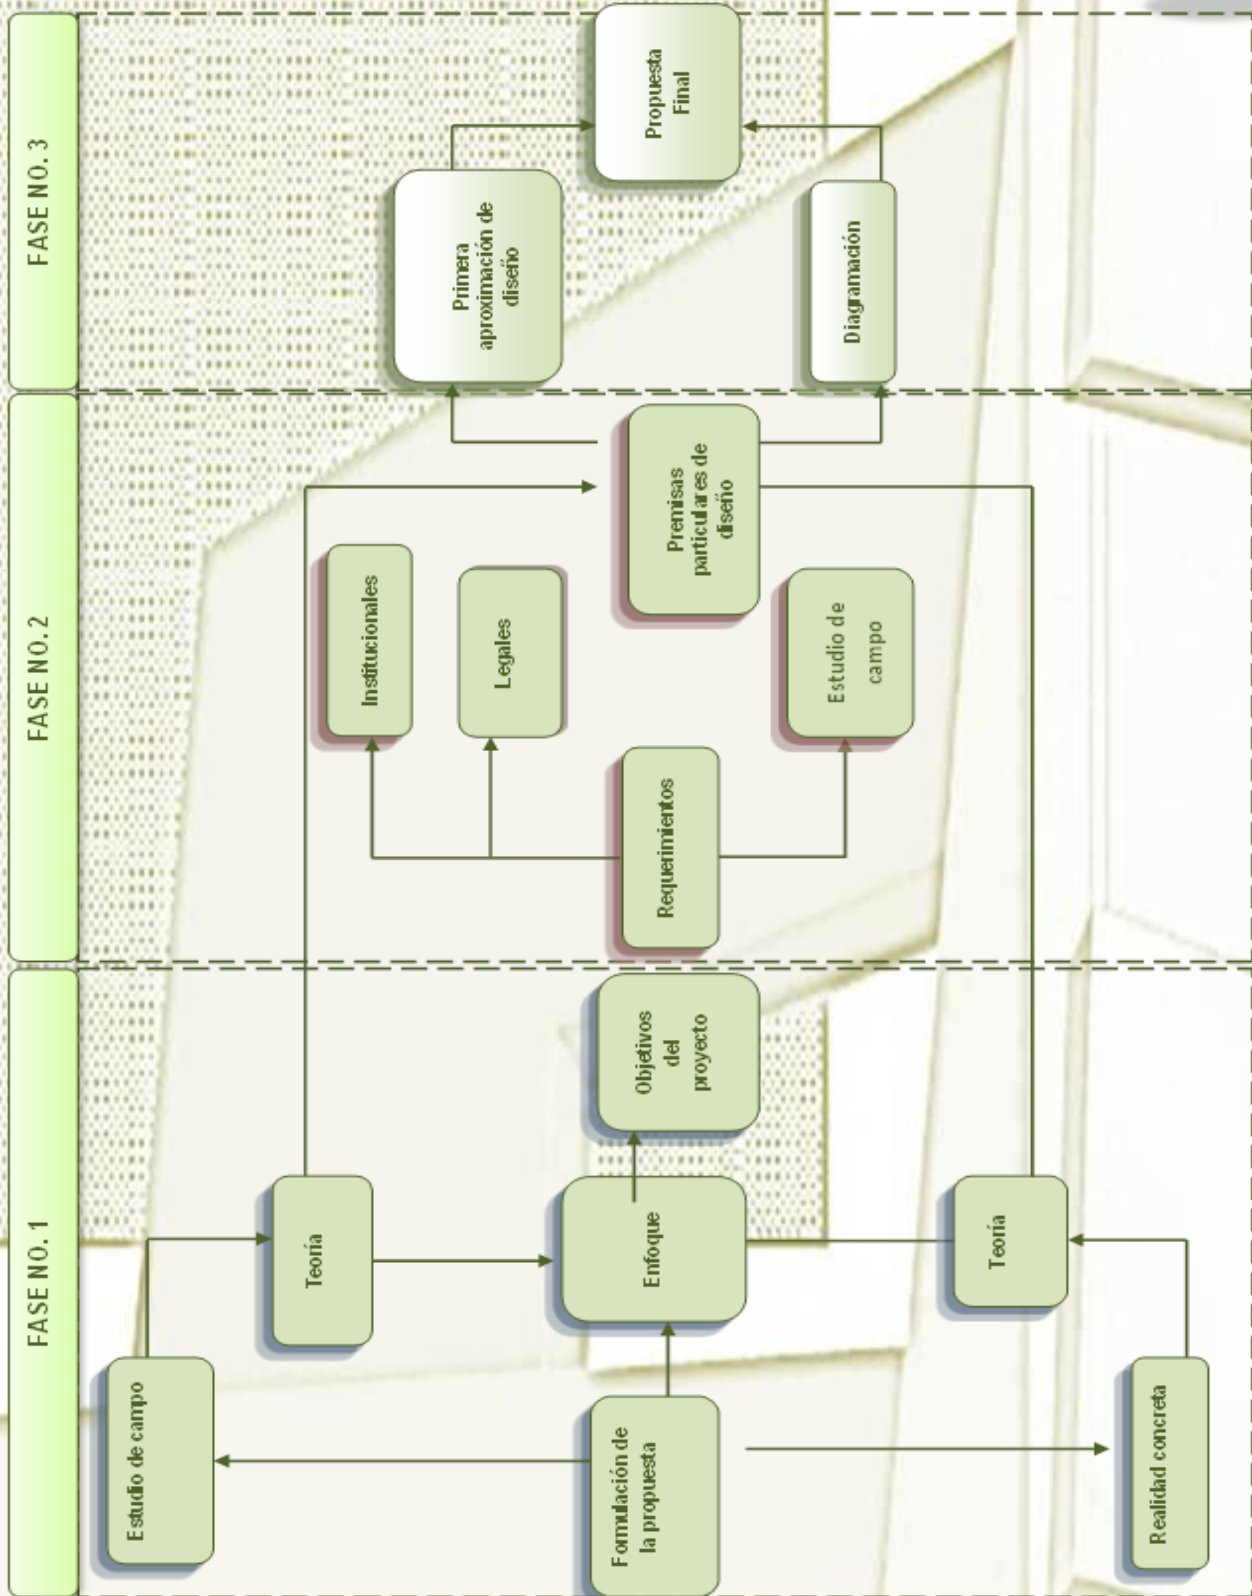 FASE NO. 1
FASE NO. 2
FASE NO. 3
Estudio de campo
Teoría
Formulación de
la propuesta
Enfoque
Objetivos
del
proyecto
Teoría
Realidad concreta
Institucionales
Legales
Requerimientos
Premisas
particulares de
diseño
Estudio de
campo
Primera
aproximación de
diseño
Propuesta
Final
Diagramación